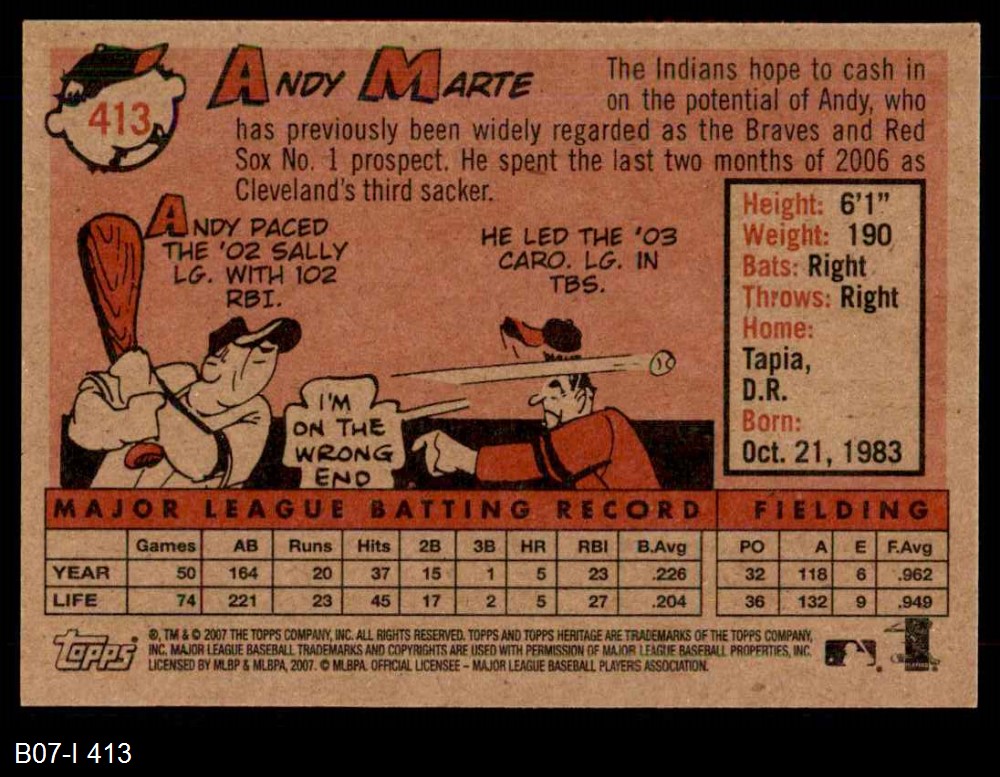 413
ANDY MARTE
The Indians hope to cash in
on the potential of Andy, who
has previously been widely regarded as the Braves and Red
Sox No. 1 prospect. He spent the last two months of 2006 as
Cleveland's third sacker.
ANDY PACED
THE '02 SALLY
LG. WITH 102
RBI.
HE LED THE '03
CARO. LG. IN
TBS.
I'M
ON THE
WRONG
END
Height: 6'1"
Weight: 190
Bats: Right
Throws: Right
Home:
Tapia,
D.R.
Born:
Oct. 21, 1983
MAJOR LEAGUE BATTING RECORD FIELDING
Games AB Runs Hits 2B 3B HR RBI B.Avg PO A E F.Avg
YEAR 50 164 20 37 15 1 5 23 .226 32 118 6 .962
LIFE 74 221 23 45 17 2 5 27 .204 36 132 9 .949
Topps
®, TM & © 2007 THE TOPPS COMPANY, INC. ALL RIGHTS RESERVED. TOPPS AND TOPPS HERITAGE ARE TRADEMARKS OF THE TOPPS COMPANY,
INC. MAJOR LEAGUE BASEBALL TRADEMARKS AND COPYRIGHTS ARE USED WITH PERMISSION OF MAJOR LEAGUE BASEBALL PROPERTIES, INC.
LICENSED BY MLBP & MLBPA, 2007. © MLBPA. OFFICIAL LICENSEE – MAJOR LEAGUE BASEBALL PLAYERS ASSOCIATION.
B07-I 413